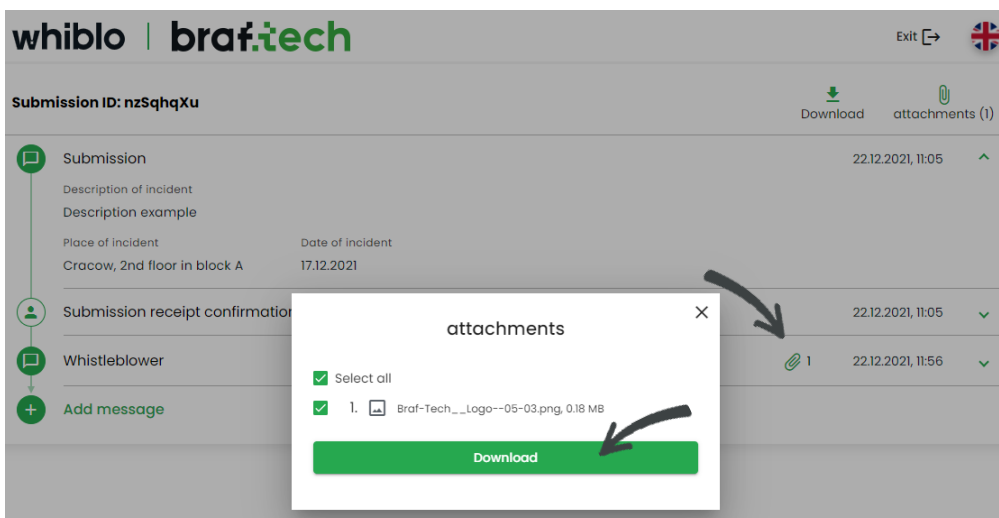 whiblo | braf.tech
Exit
Submission ID: nzSqhqXu
Download
attachments (1)
Submission
22.12.2021, 11:05
Description of incident
Description example
Place of incident
Date of incident
Cracow, 2nd floor in block A
17.12.2021
Submission receipt confirmation
22.12.2021, 11:05
Whistleblower
1
22.12.2021, 11:56
Add message
attachments
Select all
1. Braf-Tech__Logo--05-03.png, 0.18 MB
Download